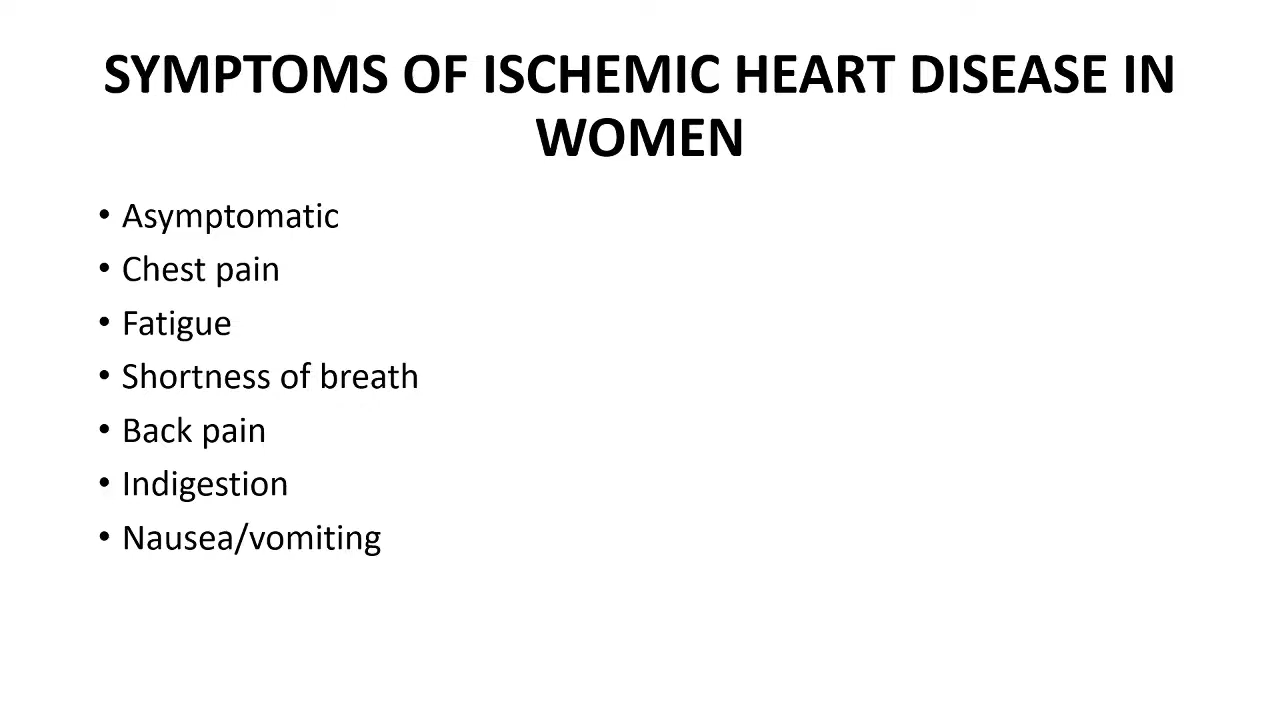 SYMPTOMS OF ISCHEMIC HEART DISEASE IN
WOMEN
• Asymptomatic
• Chest pain
• Fatigue
• Shortness of breath
• Back pain
• Indigestion
• Nausea/vomiting